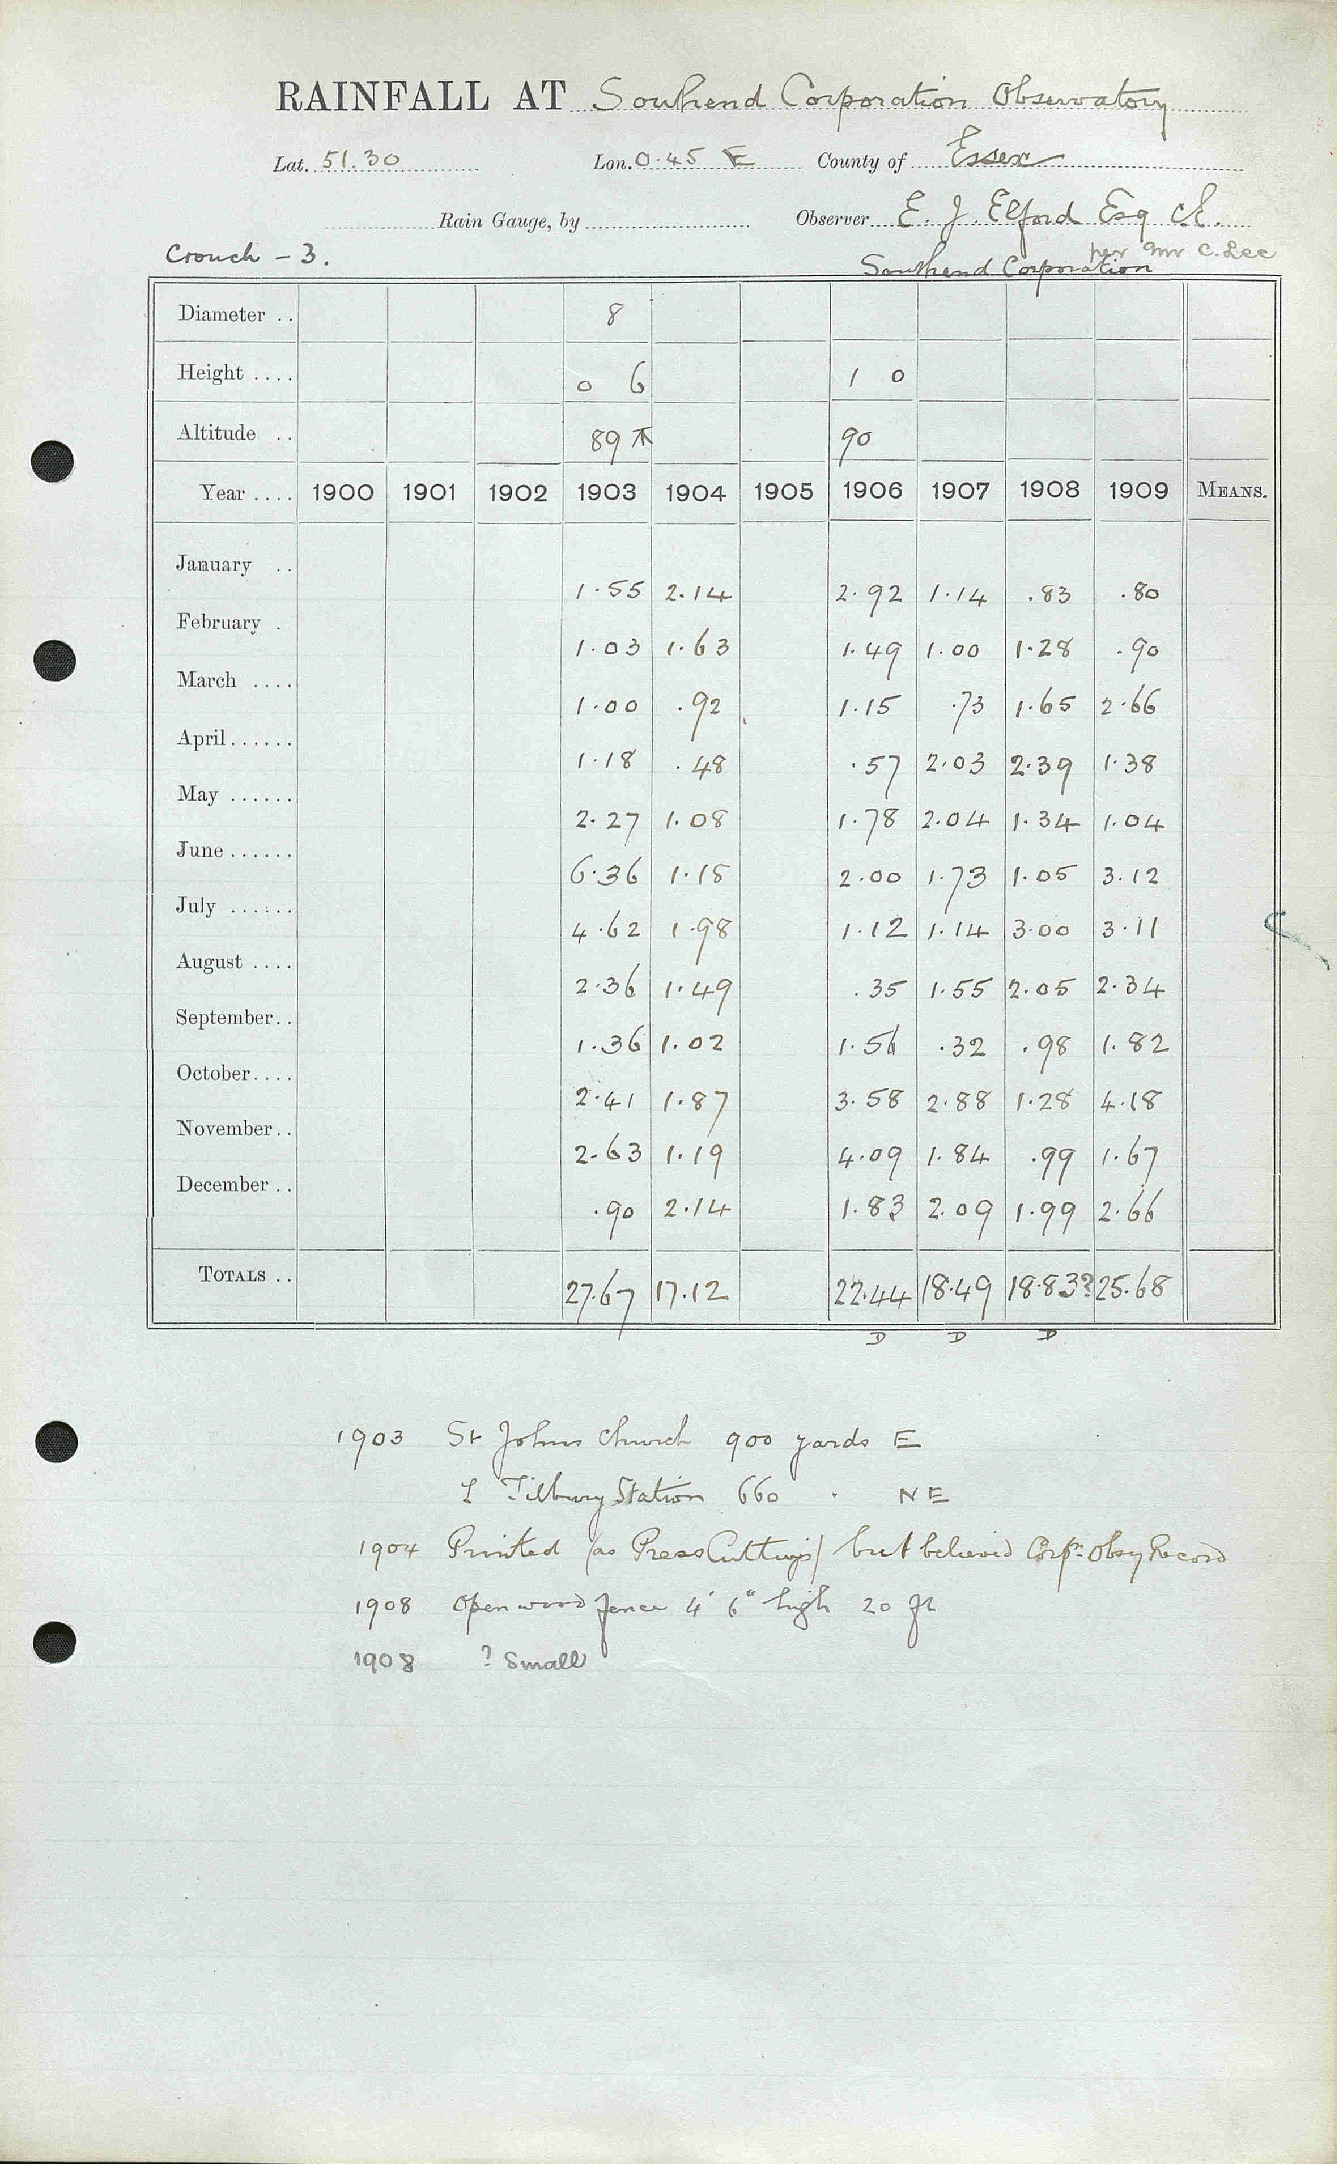 RAINFALL AT Southend Corporation Observatory
Lat. 51.30 Lon. 0.45 E County of Essex
Rain Gauge, by Observer E. J. Elford Esq C.E.
Crouch - 3. Southend Corporation per Mr C. Lee
Diameter .. 8
Height .... 0 6 1 0
Altitude .. 89 90
Year .... 1900 1901 1902 1903 1904 1905 1906 1907 1908 1909 MEANS.
January .. 1.55 2.14 2.92 1.14 .83 .80
February . 1.03 1.63 1.49 1.00 1.28 .90
March .... 1.00 .92 1.15 .73 1.65 2.66
April ...... 1.18 .48 .57 2.03 2.39 1.38
May ...... 2.27 1.08 1.78 2.04 1.34 1.04
June ...... 6.36 1.15 2.00 1.73 1.05 3.12
July ...... 4.62 1.98 1.12 1.14 3.00 3.11
August .... 2.36 1.49 .35 1.55 2.05 2.34
September .. 1.36 1.02 1.56 .32 .98 1.82
October .... 2.41 1.87 3.58 2.88 1.28 4.18
November .. 2.63 1.19 4.09 1.84 .99 1.67
December .. .90 2.14 1.83 2.09 1.99 2.66
TOTALS .. 27.67 17.12 22.44 18.49 18.83? 25.68
D D D
1903 St Johns Church 900 yards E
Tilbury Station 660 . NE
1904 Printed (as Press Cuttings) but believed Corpn. Obsy Record
1908 Open wood fence 4' 6" high 20 ft
1908 ? Small